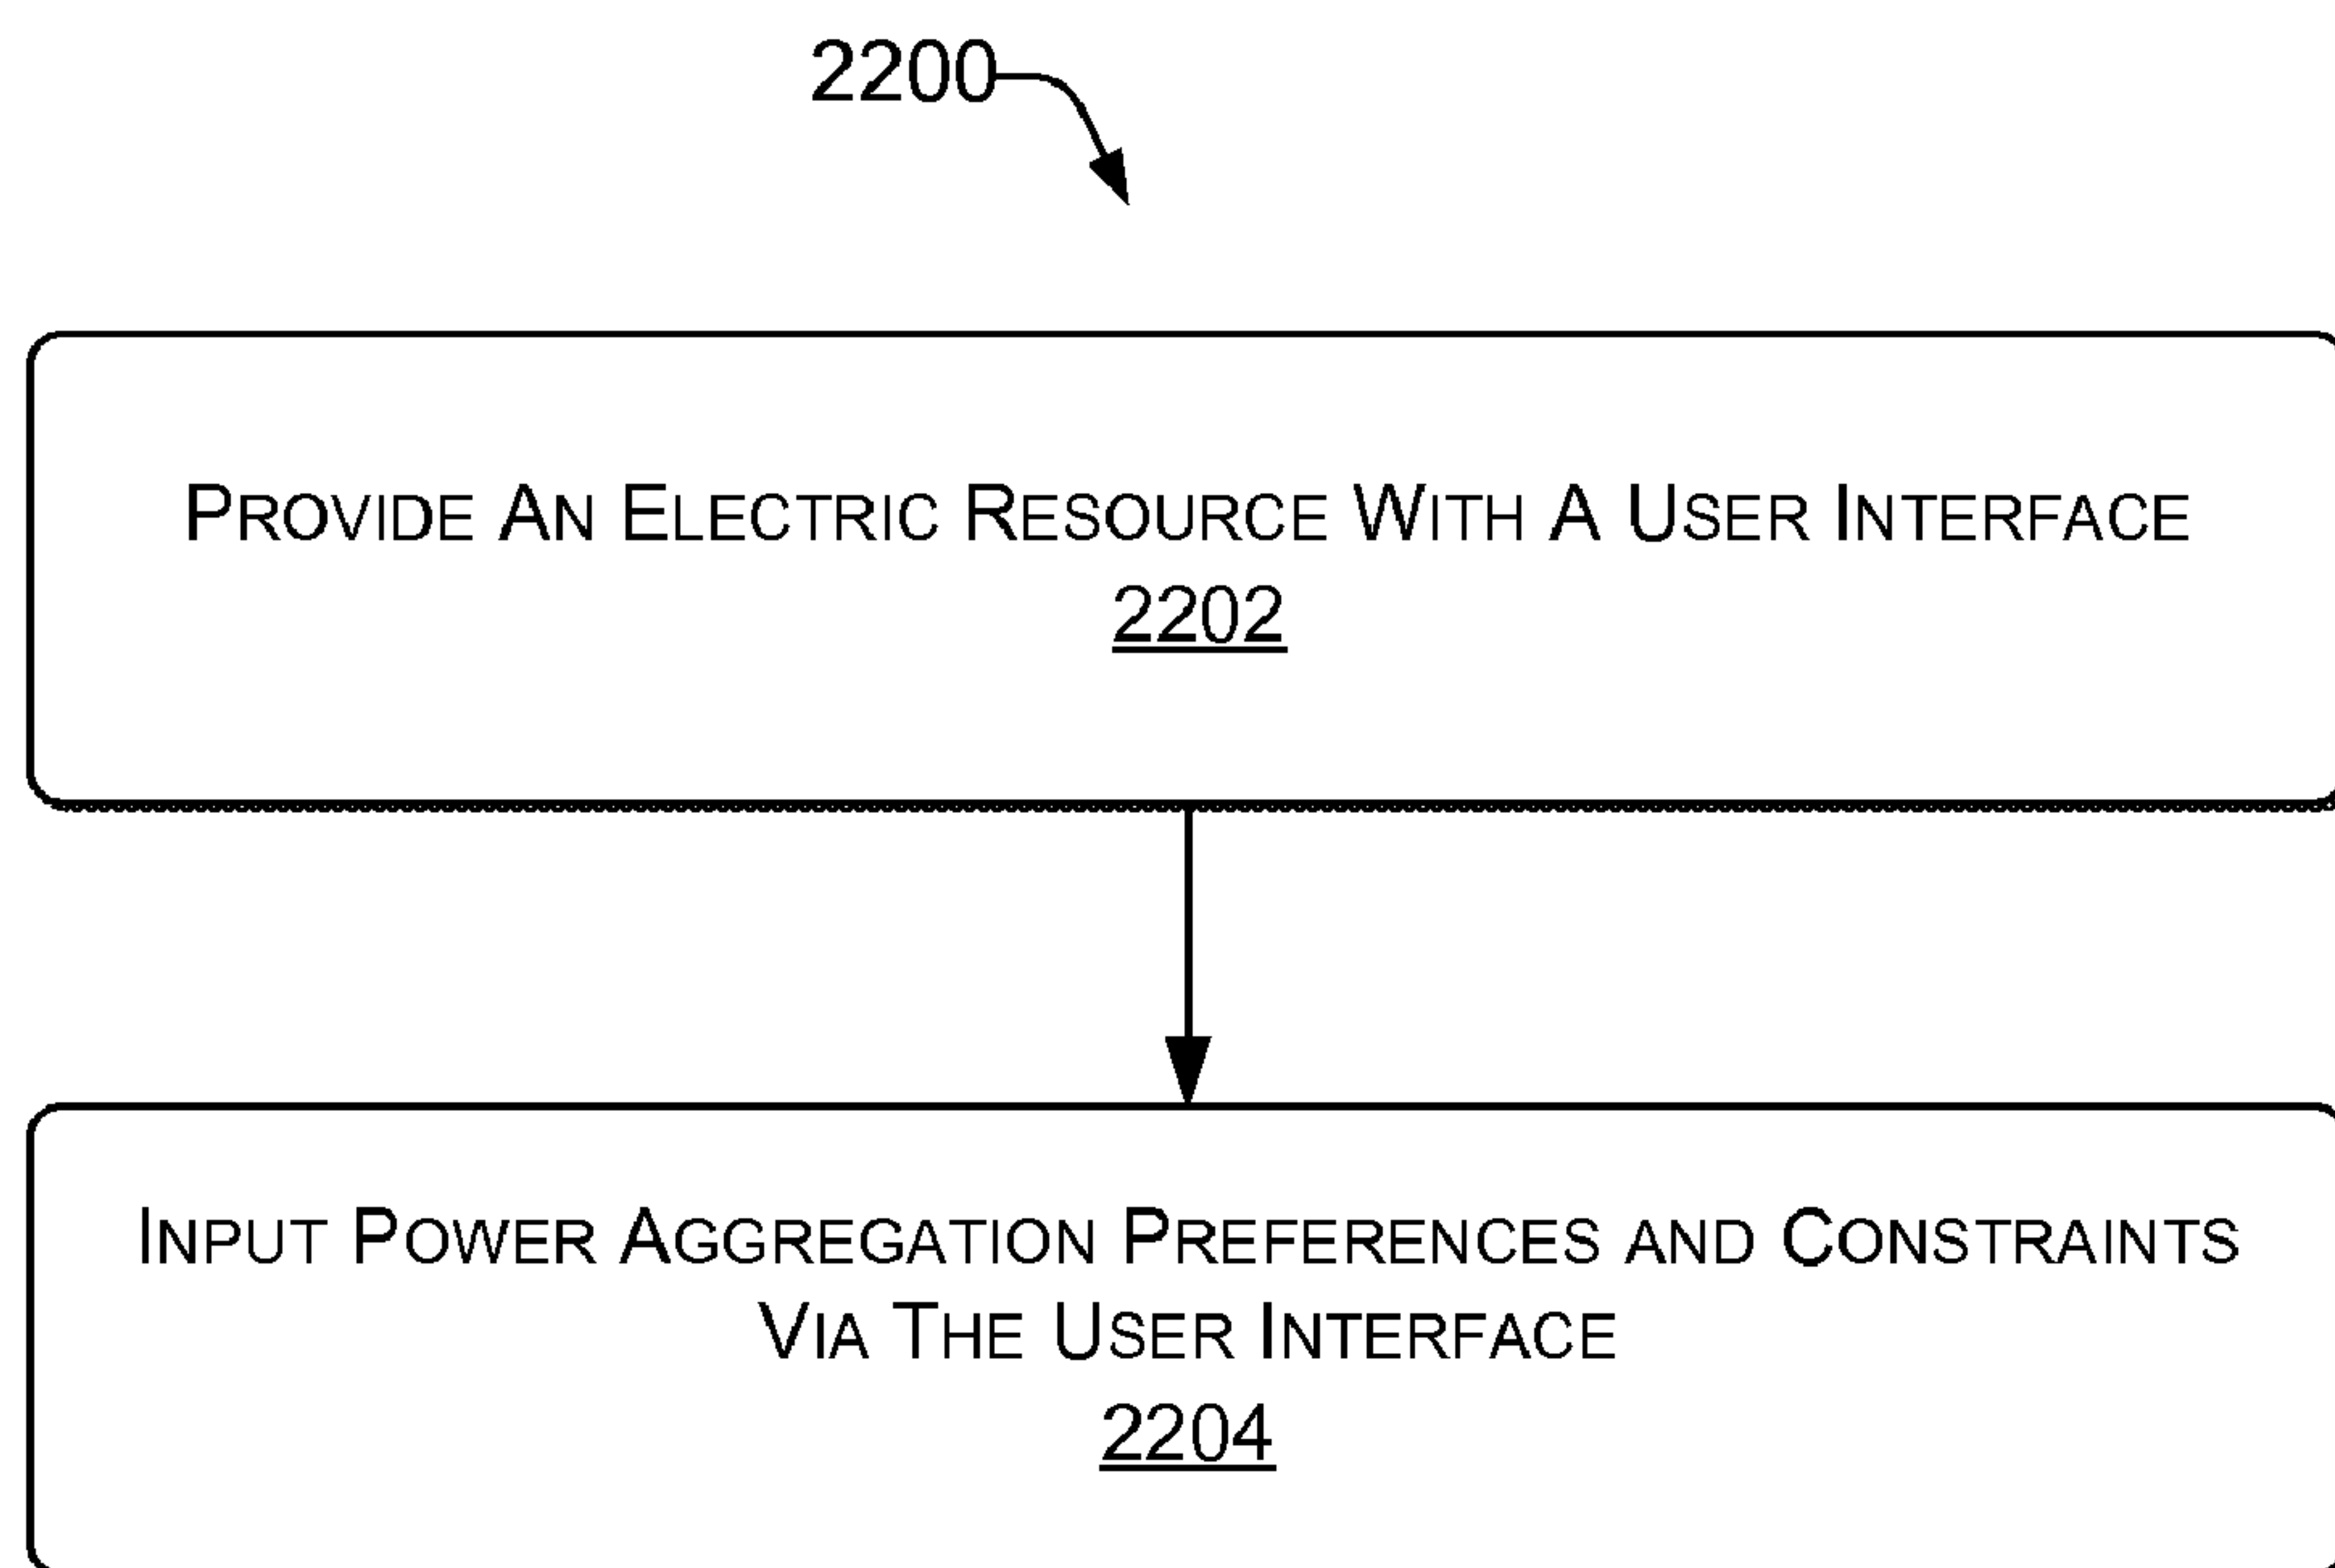 2200
Provide An Electric Resource With A User Interface
2202
Input Power Aggregation Preferences and Constraints
Via The User Interface
2204